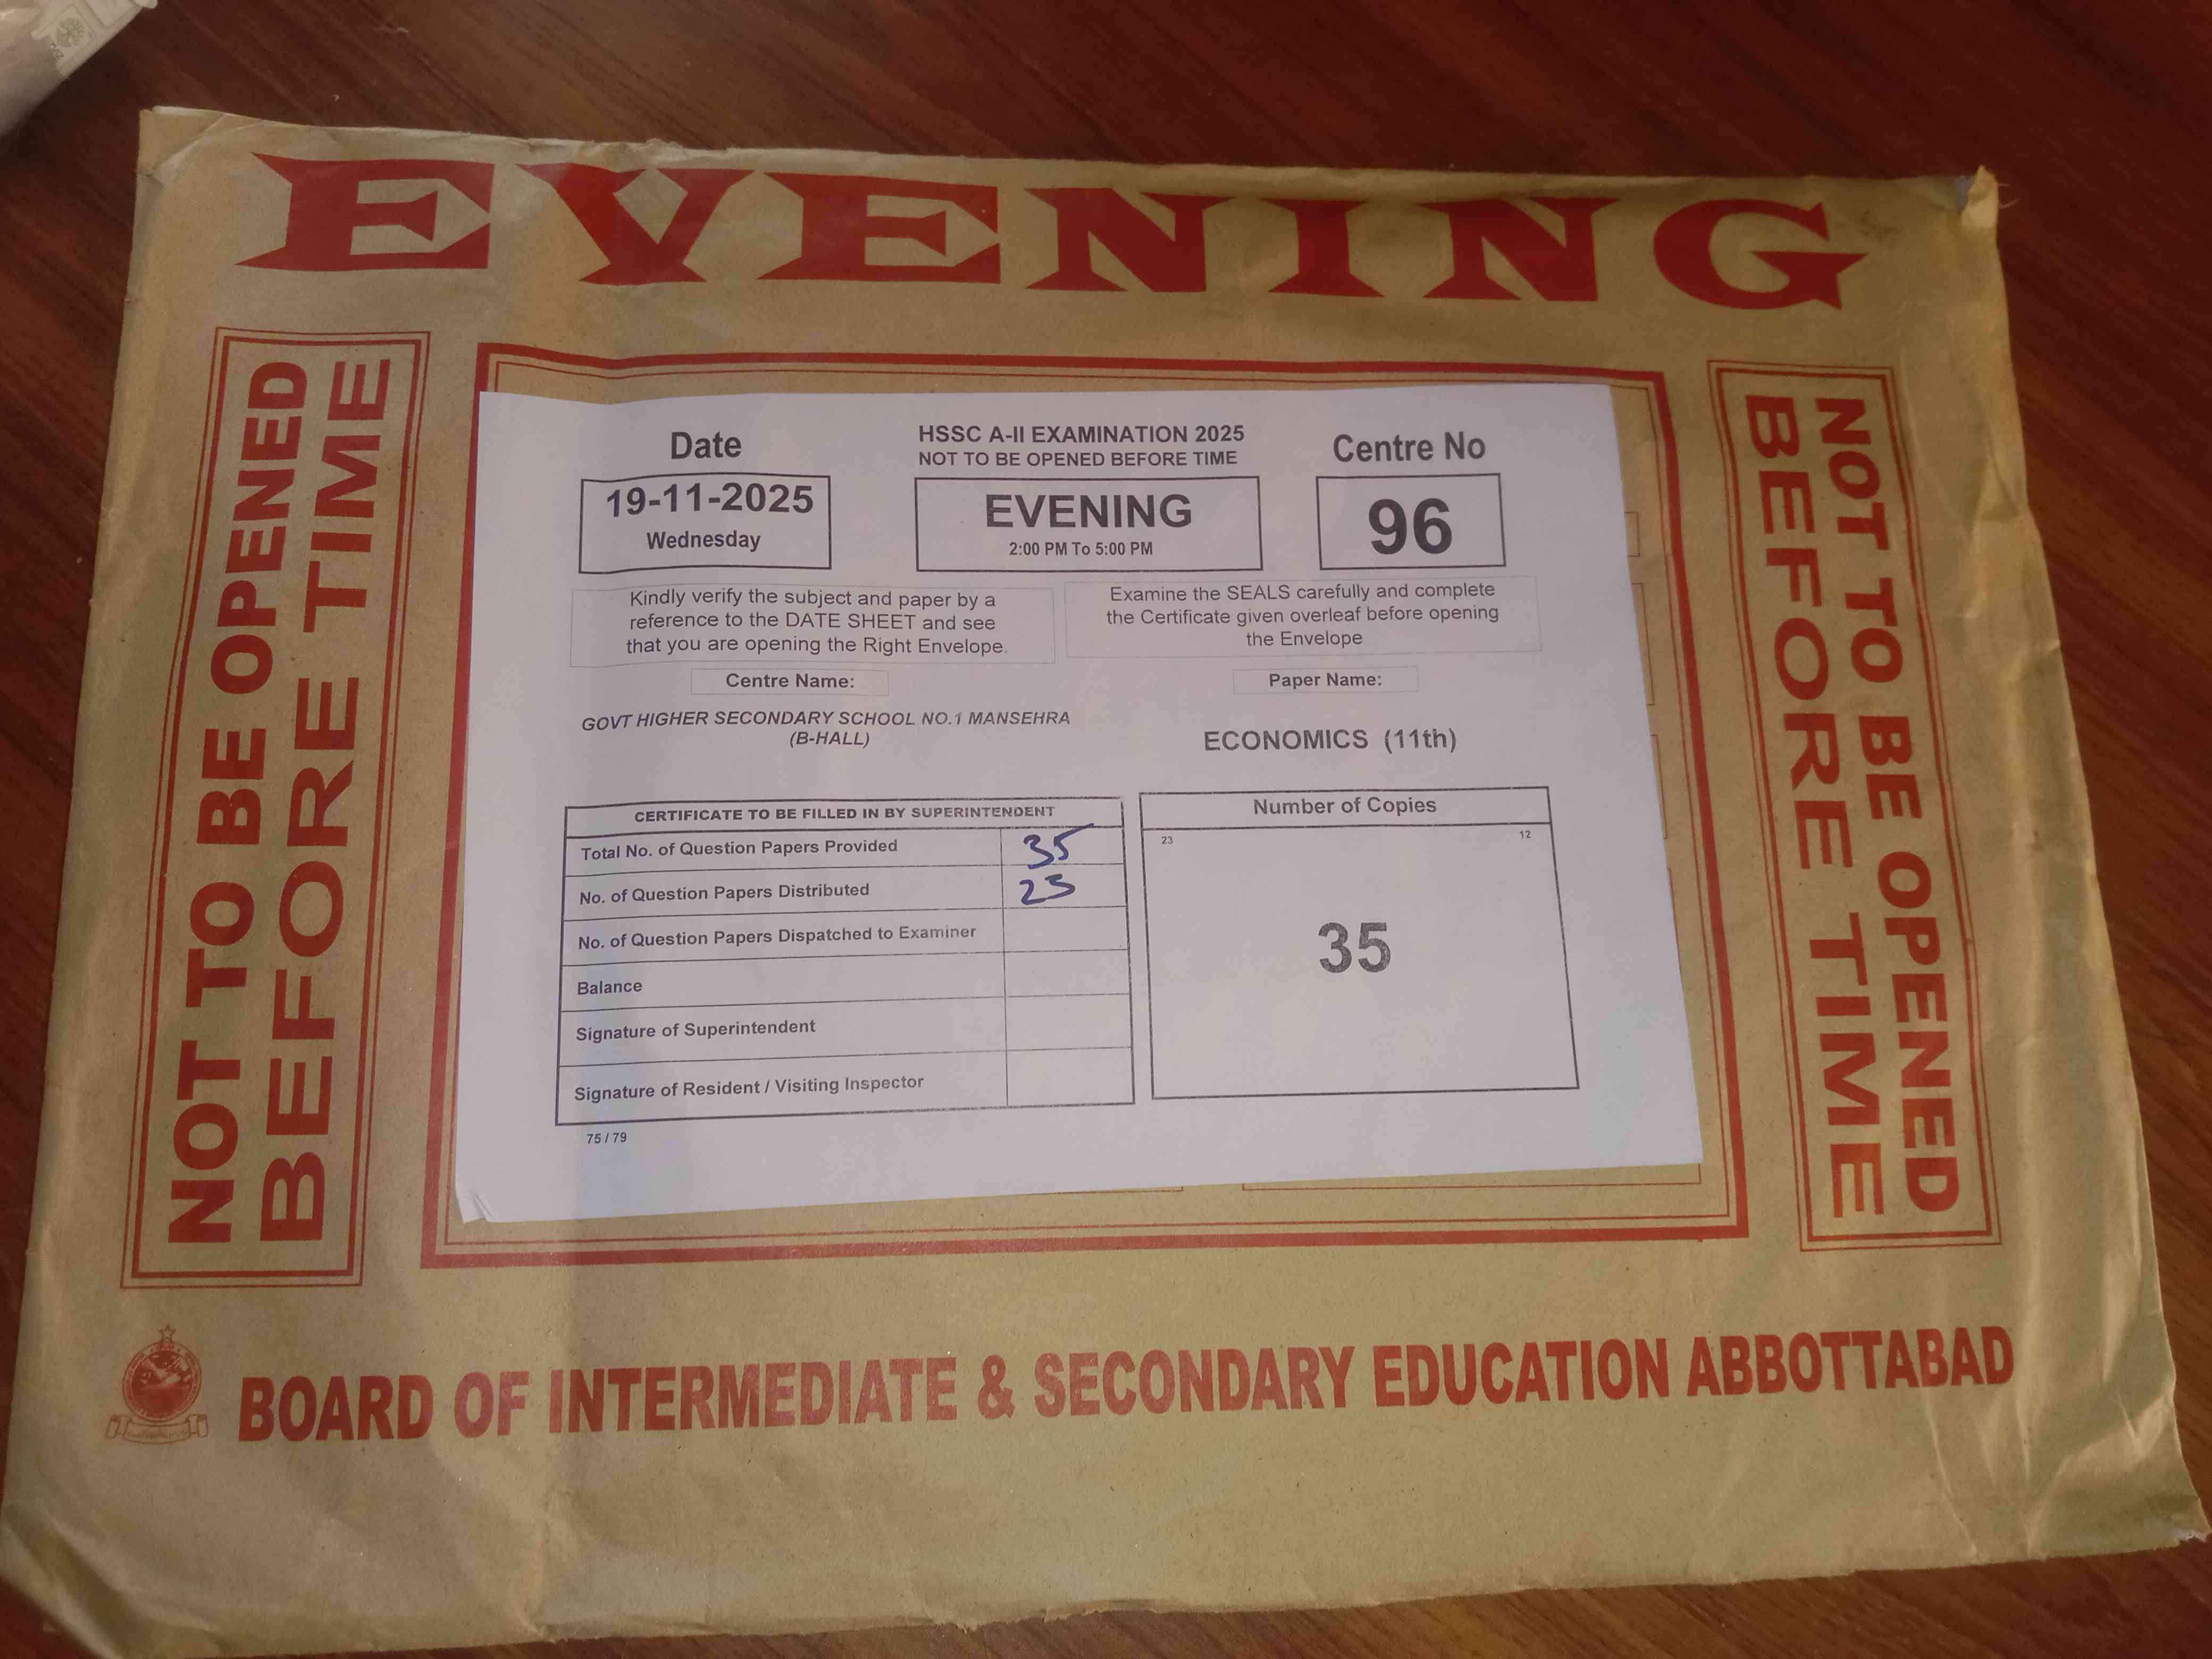 EVENING
NOT TO BE OPENED
BEFORE TIME
Date
19-11-2025
Wednesday
HSSC A-II EXAMINATION 2025
NOT TO BE OPENED BEFORE TIME
EVENING
2:00 PM To 5:00 PM
Centre No
96
Kindly verify the subject and paper by a
reference to the DATE SHEET and see
that you are opening the Right Envelope.
Examine the SEALS carefully and complete
the Certificate given overleaf before opening
the Envelope
Centre Name:
GOVT HIGHER SECONDARY SCHOOL NO.1 MANSEHRA
(B-HALL)
Paper Name:
ECONOMICS (11th)
CERTIFICATE TO BE FILLED IN BY SUPERINTENDENT
Total No. of Question Papers Provided 35
No. of Question Papers Distributed 23
No. of Question Papers Dispatched to Examiner
Balance
Signature of Superintendent
Signature of Resident / Visiting Inspector
Number of Copies
23 12
35
75 / 79
NOT TO BE OPENED
BEFORE TIME
BOARD OF INTERMEDIATE & SECONDARY EDUCATION ABBOTTABAD